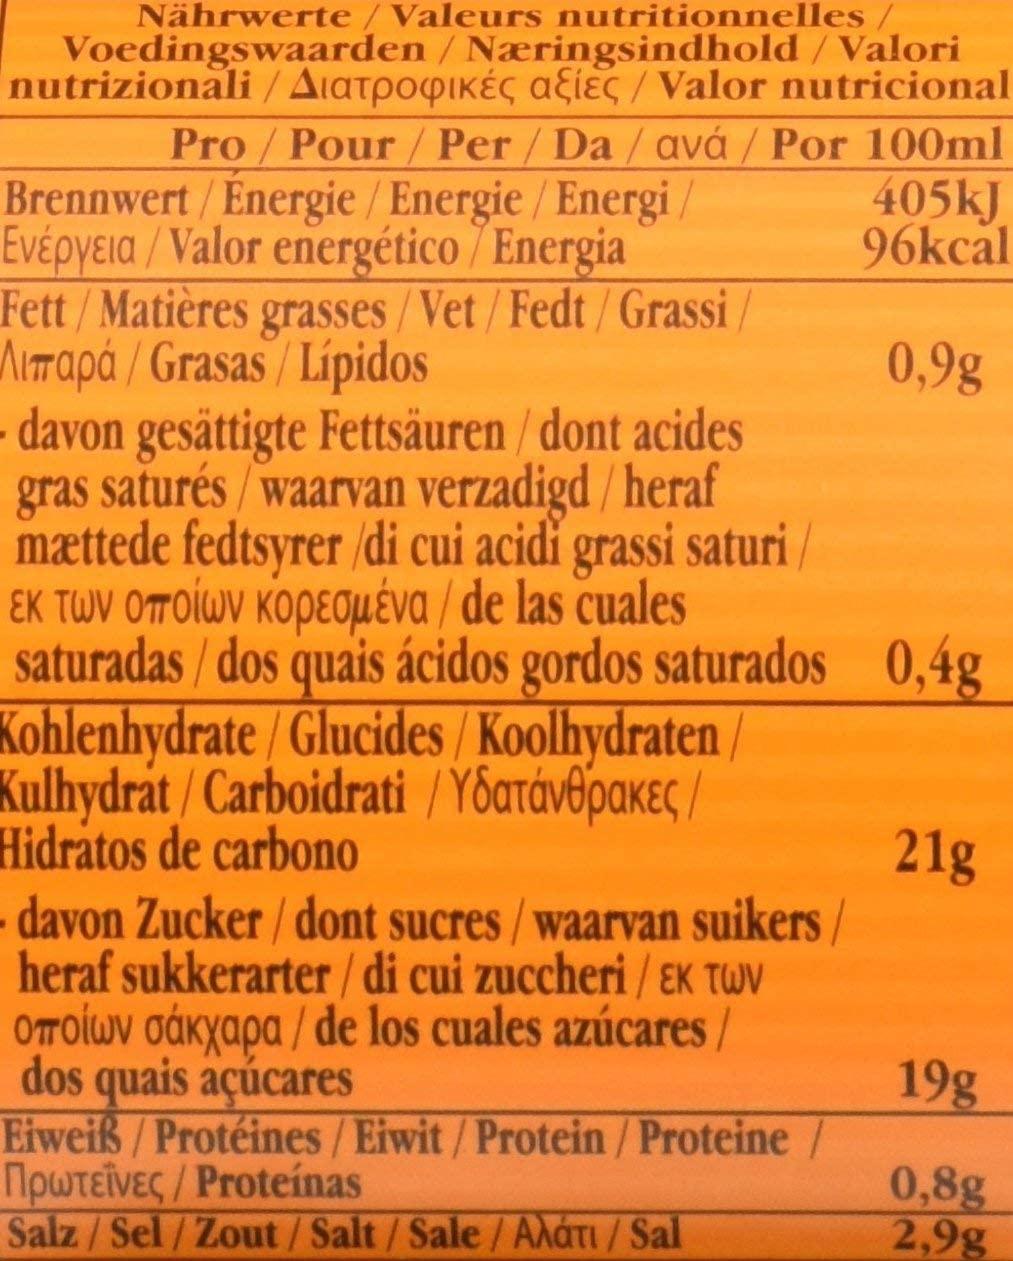 Nährwerte / Valeurs nutritionnelles /
Voedingswaarden / Næringsindhold / Valori
nutrizionali / Διατροφικές αξίες / Valor nutricional
Pro / Pour / Per / Da / ανά / Por 100ml
Brennwert / Énergie / Energie / Energi / 405kJ
Ενέργεια / Valor energético / Energia 96kcal
Fett / Matières grasses / Vet / Fedt / Grassi /
Λιπαρά / Grasas / Lípidos 0,9g
- davon gesättigte Fettsäuren / dont acides
gras saturés / waarvan verzadigd / heraf
mættede fedtsyrer /di cui acidi grassi saturi /
εκ των οποίων κορεσμένα / de las cuales
saturadas / dos quais ácidos gordos saturados 0,4g
Kohlenhydrate / Glucides / Koolhydraten /
Kulhydrat / Carboidrati / Υδατάνθρακες /
Hidratos de carbono 21g
- davon Zucker / dont sucres / waarvan suikers /
heraf sukkerarter / di cui zuccheri / εκ των
οποίων σάκχαρα / de los cuales azúcares /
dos quais açúcares 19g
Eiweiß / Protéines / Eiwit / Protein / Proteine /
Πρωτεΐνες / Proteínas 0,8g
Salz / Sel / Zout / Salt / Sale / Αλάτι / Sal 2,9g